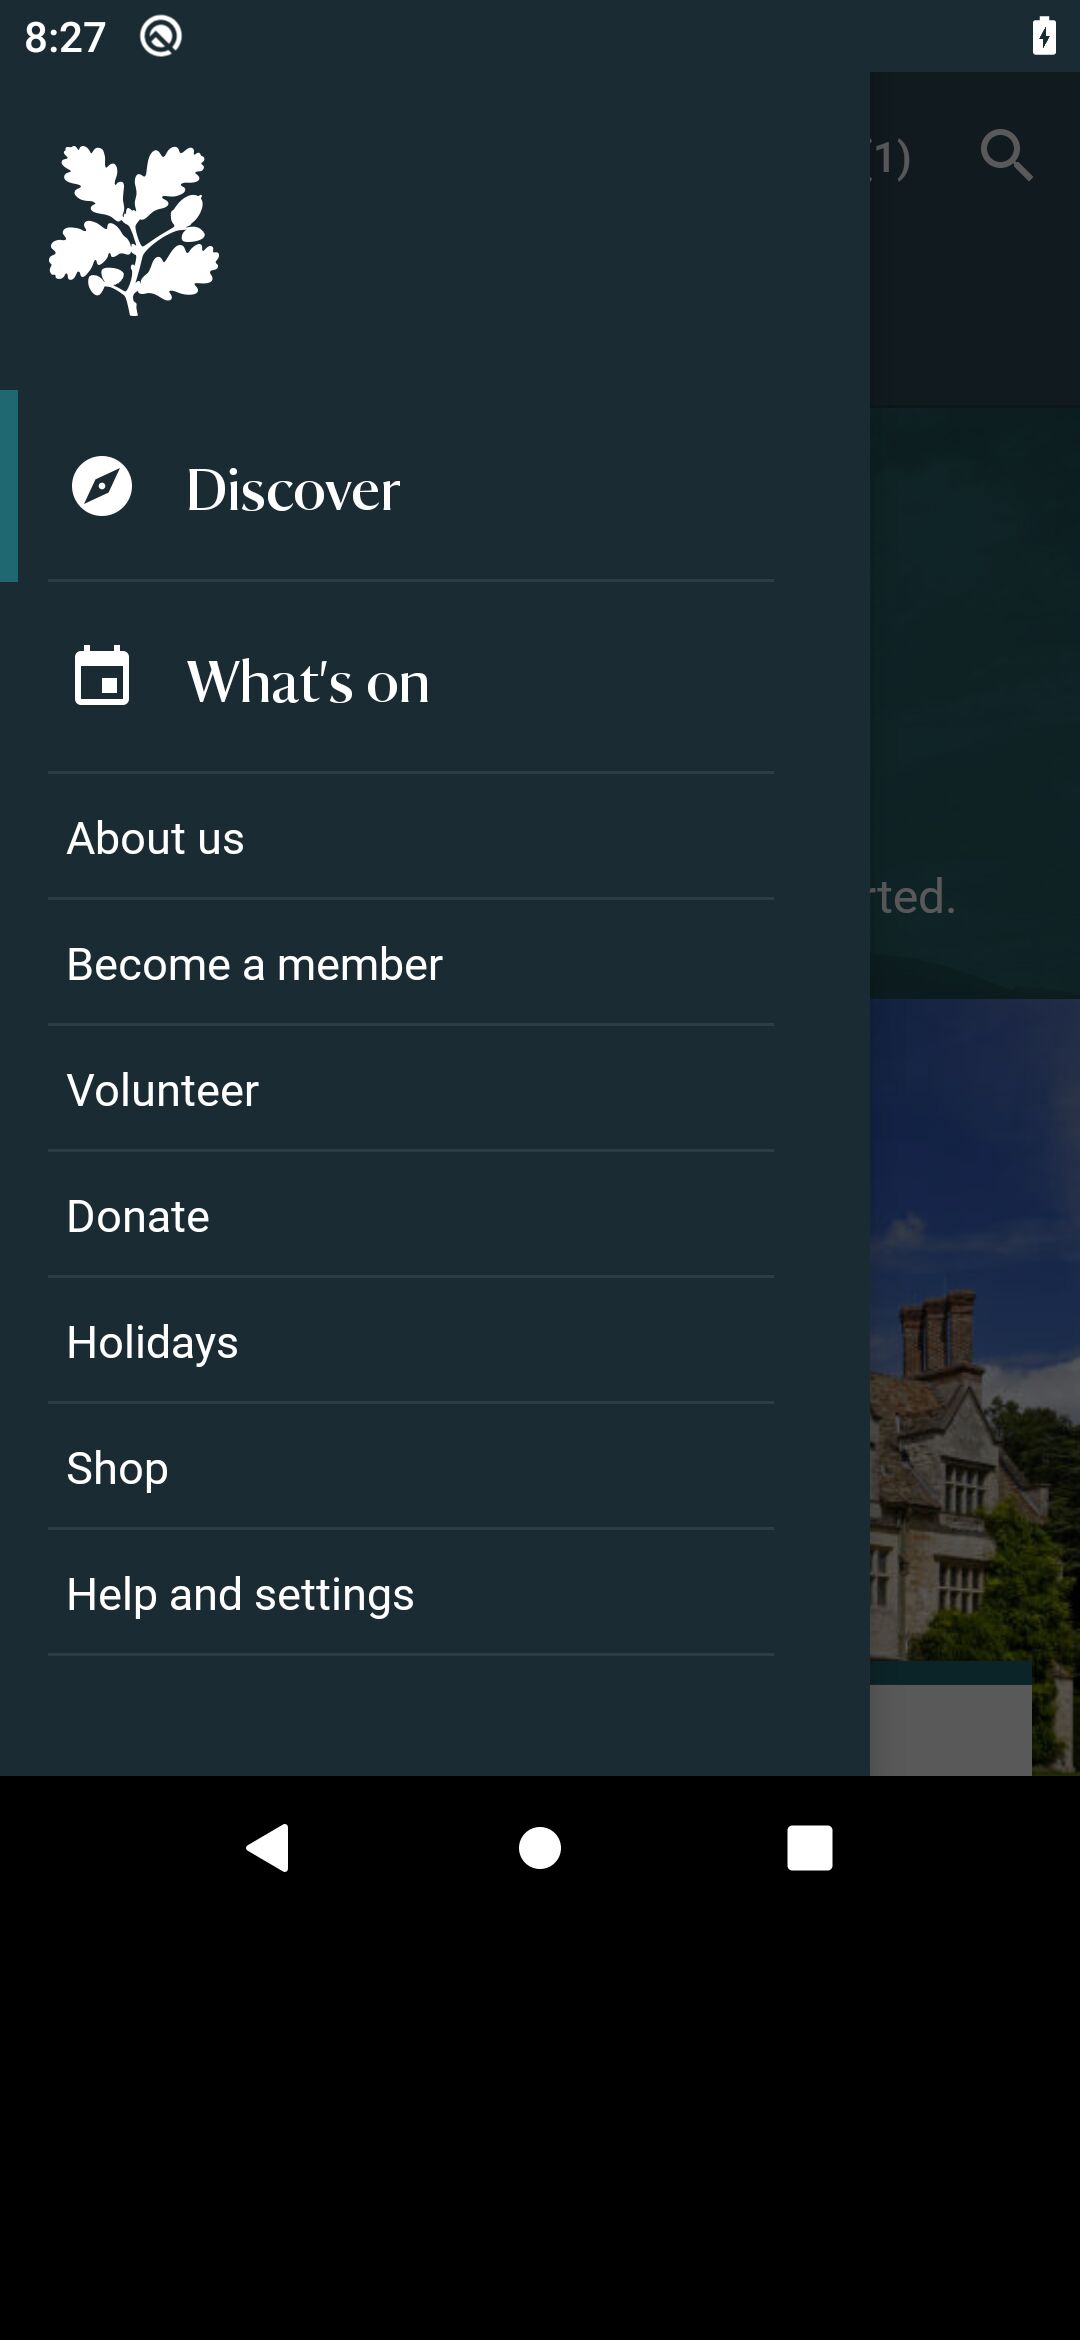 8:27
(1)
Discover
What's on
About us
rted.
Become a member
Volunteer
Donate
Holidays
Shop
Help and settings